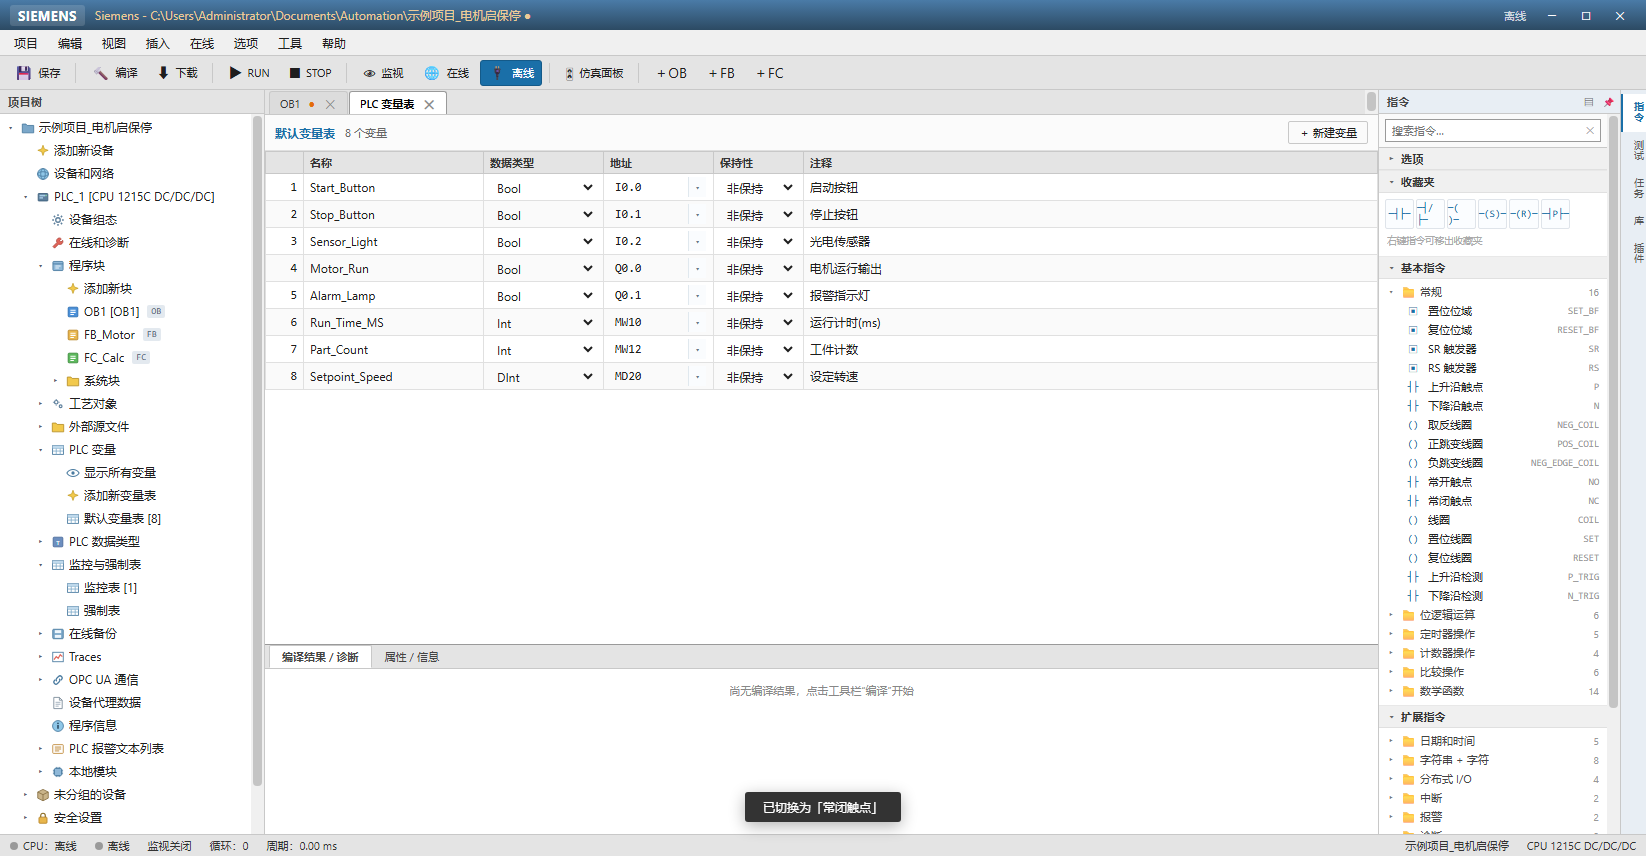 SIEMENS Siemens - C:\Users\Administrator\Documents\Automation\示例项目_电机启保停 ● 离线
项目 编辑 视图 插入 在线 选项 工具 帮助
保存 编译 下载 RUN STOP 监视 在线 离线 仿真面板 + OB + FB + FC
项目树
示例项目_电机启保停
添加新设备
设备和网络
PLC_1 [CPU 1215C DC/DC/DC]
设备组态
在线和诊断
程序块
添加新块
OB1 [OB1] OB
FB_Motor FB
FC_Calc FC
系统块
工艺对象
外部源文件
PLC 变量
显示所有变量
添加新变量表
默认变量表 [8]
PLC 数据类型
监控与强制表
监控表 [1]
强制表
在线备份
Traces
OPC UA 通信
设备代理数据
程序信息
PLC 报警文本列表
本地模块
未分组的设备
安全设置
OB1 ● PLC 变量表
默认变量表 8 个变量 + 新建变量
名称 数据类型 地址 保持性 注释
1 Start_Button Bool I0.0 非保持 启动按钮
2 Stop_Button Bool I0.1 非保持 停止按钮
3 Sensor_Light Bool I0.2 非保持 光电传感器
4 Motor_Run Bool Q0.0 非保持 电机运行输出
5 Alarm_Lamp Bool Q0.1 非保持 报警指示灯
6 Run_Time_MS Int MW10 非保持 运行计时(ms)
7 Part_Count Int MW12 非保持 工件计数
8 Setpoint_Speed DInt MD20 非保持 设定转速
编译结果 / 诊断 属性 / 信息
尚无编译结果，点击工具栏“编译”开始
已切换为「常闭触点」
指令
搜索指令...
选项
收藏夹
⊣⊢ ⊣/⊢ -( )- -(S)- -(R)- ⊣P⊢
右键指令可移出收藏夹
基本指令
常规 16
置位位域 SET_BF
复位位域 RESET_BF
SR 触发器 SR
RS 触发器 RS
上升沿触点 P
下降沿触点 N
取反线圈 NEG_COIL
正跳变线圈 POS_COIL
负跳变线圈 NEG_EDGE_COIL
常开触点 NO
常闭触点 NC
线圈 COIL
置位线圈 SET
复位线圈 RESET
上升沿检测 P_TRIG
下降沿检测 N_TRIG
位逻辑运算 6
定时器操作 5
计数器操作 4
比较操作 6
数学函数 14
扩展指令
日期和时间 5
字符串 + 字符 8
分布式 I/O 4
中断 2
报警 2
指令
测试
任务
库
插件
CPU： 离线 离线 监视关闭 循环： 0 周期： 0.00 ms 示例项目_电机启保停 CPU 1215C DC/DC/DC